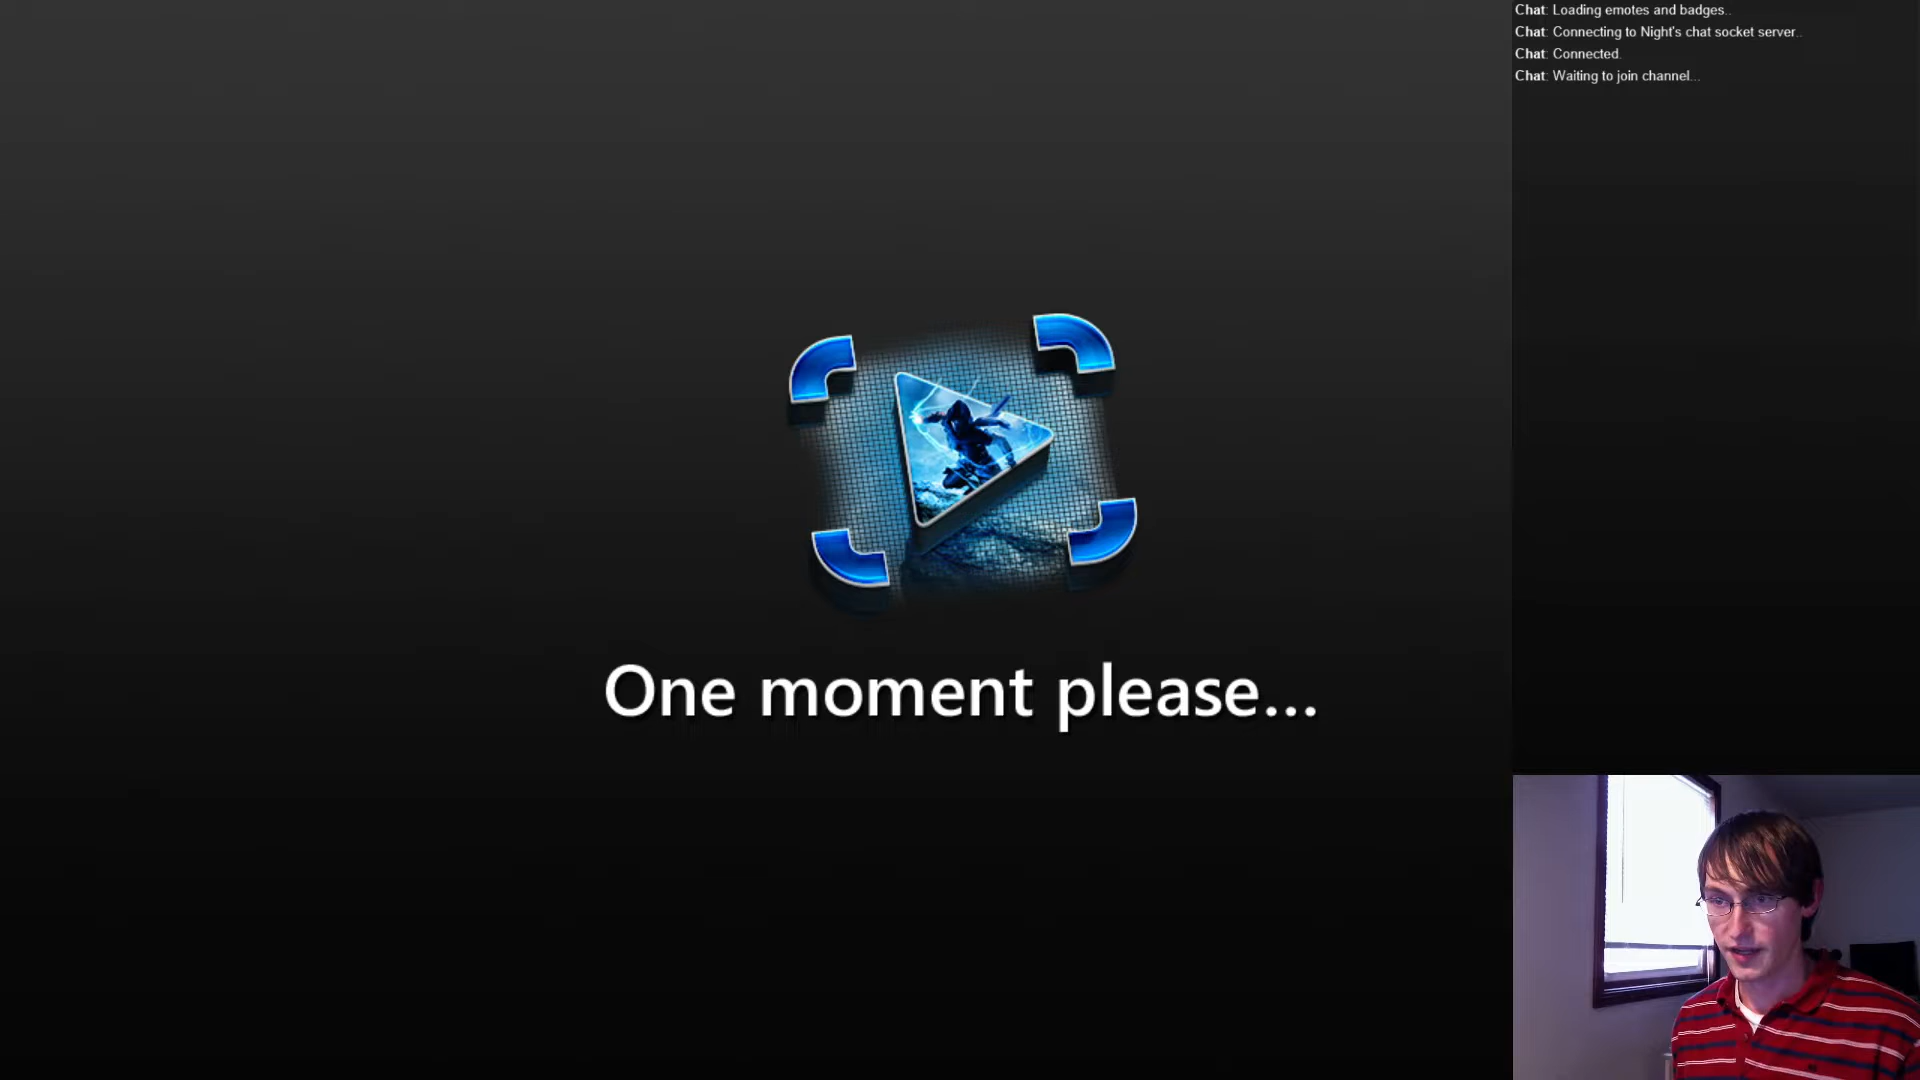 Chat: Loading emotes and badges..
Chat: Connecting to Night's chat socket server..
Chat: Connected.
Chat: Waiting to join channel...
One moment please...